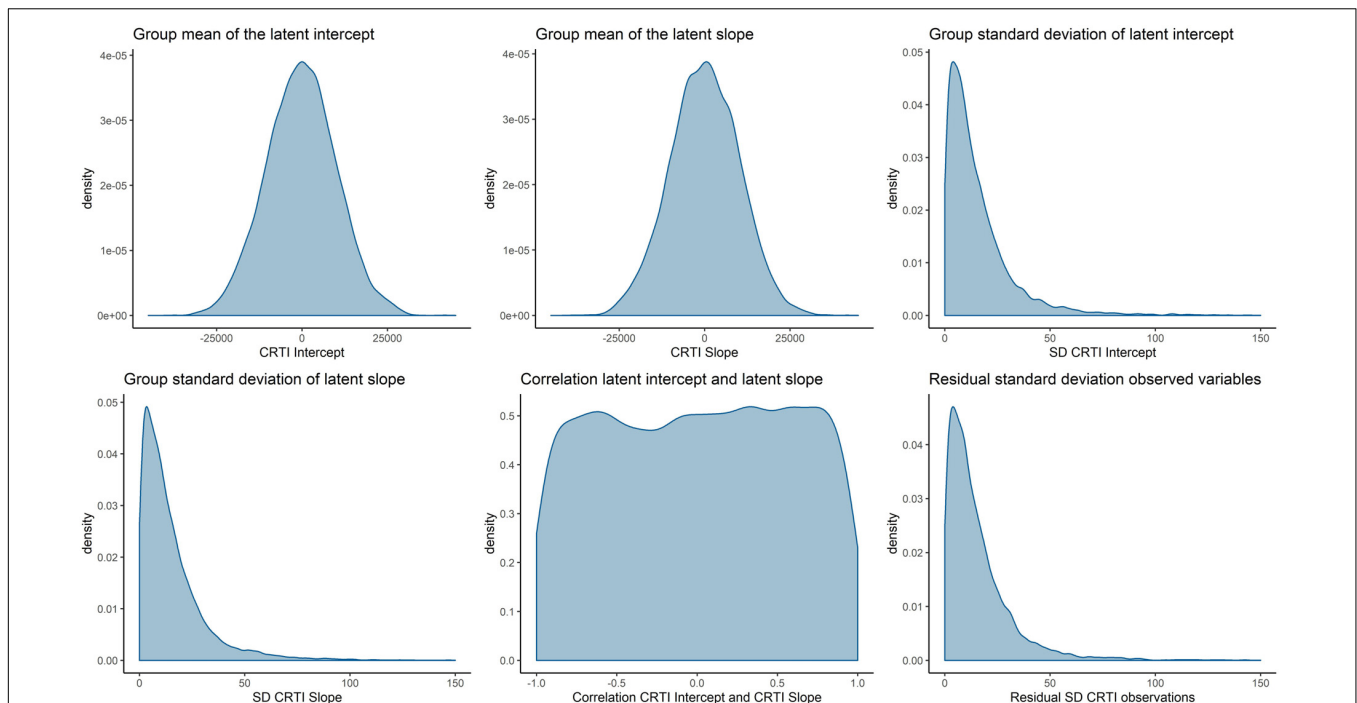 Group mean of the latent intercept
4e-05
3e-05
2e-05
1e-05
0e+00
density
-25000 0 25000
CRTI Intercept
Group mean of the latent slope
4e-05
3e-05
2e-05
1e-05
0e+00
density
-25000 0 25000
CRTI Slope
Group standard deviation of latent intercept
0.05
0.04
0.03
0.02
0.01
0.00
density
0 50 100 150
SD CRTI Intercept
Group standard deviation of latent slope
0.05
0.04
0.03
0.02
0.01
0.00
density
0 50 100 150
SD CRTI Slope
Correlation latent intercept and latent slope
0.5
0.4
0.3
0.2
0.1
0.0
density
-1.0 -0.5 0.0 0.5 1.0
Correlation CRTI Intercept and CRTI Slope
Residual standard deviation observed variables
0.04
0.03
0.02
0.01
0.00
density
0 50 100 150
Residual SD CRTI observations